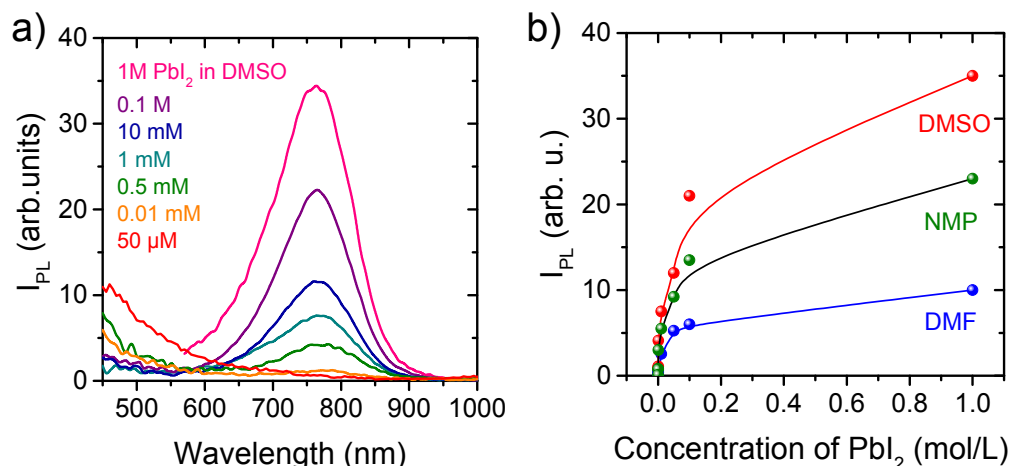 a)
40
30
20
10
0
I_PL (arb.units)
1M PbI₂ in DMSO
0.1 M
10 mM
1 mM
0.5 mM
0.01 mM
50 µM
500 600 700 800 900 1000
Wavelength (nm)
b)
40
30
20
10
0
I_PL (arb. u.)
DMSO
NMP
DMF
0.0 0.2 0.4 0.6 0.8 1.0
Concentration of PbI₂ (mol/L)